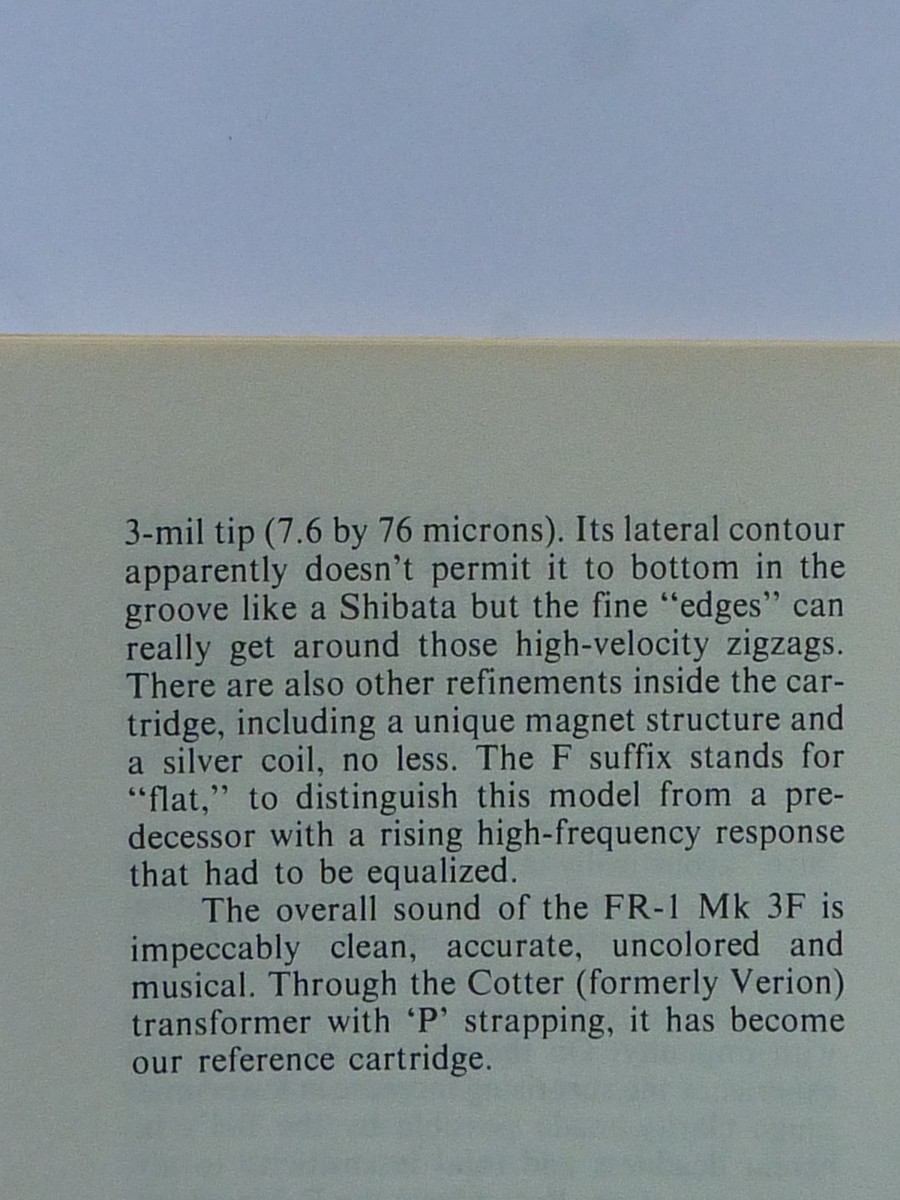 3-mil tip (7.6 by 76 microns). Its lateral contour
apparently doesn't permit it to bottom in the
groove like a Shibata but the fine “edges” can
really get around those high-velocity zigzags.
There are also other refinements inside the car-
tridge, including a unique magnet structure and
a silver coil, no less. The F suffix stands for
“flat,” to distinguish this model from a pre-
decessor with a rising high-frequency response
that had to be equalized.
The overall sound of the FR-1 Mk 3F is
impeccably clean, accurate, uncolored and
musical. Through the Cotter (formerly Verion)
transformer with ‘P’ strapping, it has become
our reference cartridge.